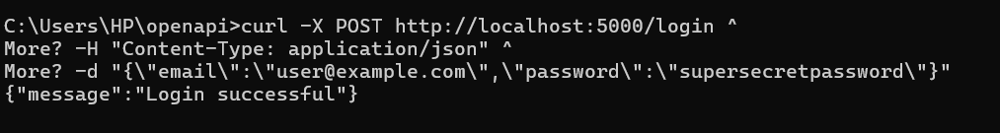 C:\Users\HP\openapi>curl -X POST http://localhost:5000/login ^
More? -H "Content-Type: application/json" ^
More? -d "{\"email\":\"user@example.com\",\"password\":\"supersecretpassword\"}"
{"message":"Login successful"}